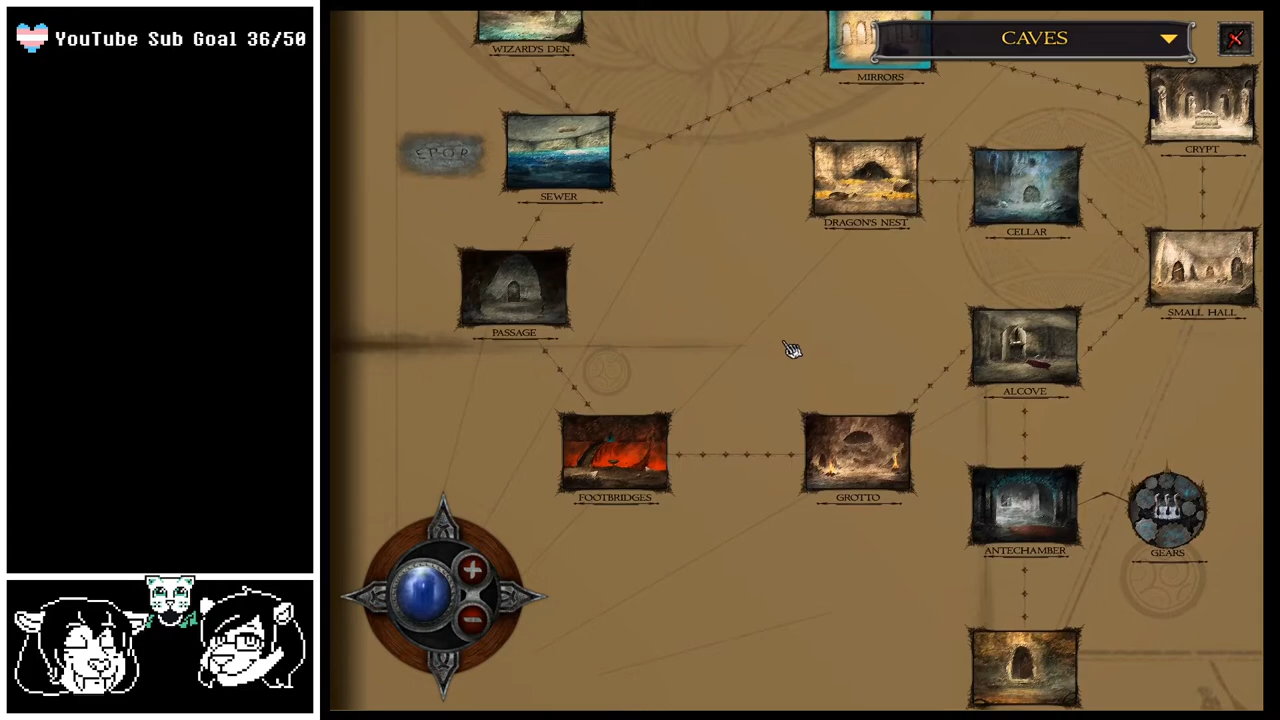 YouTube Sub Goal 36/50
WIZARD'S DEN
CAVES
MIRRORS
CRYPT
EPOR
SEWER
DRAGON'S NEST
CELLAR
SMALL HALL
PASSAGE
ALCOVE
FOOTBRIDGES
GROTTO
ANTECHAMBER
GEARS